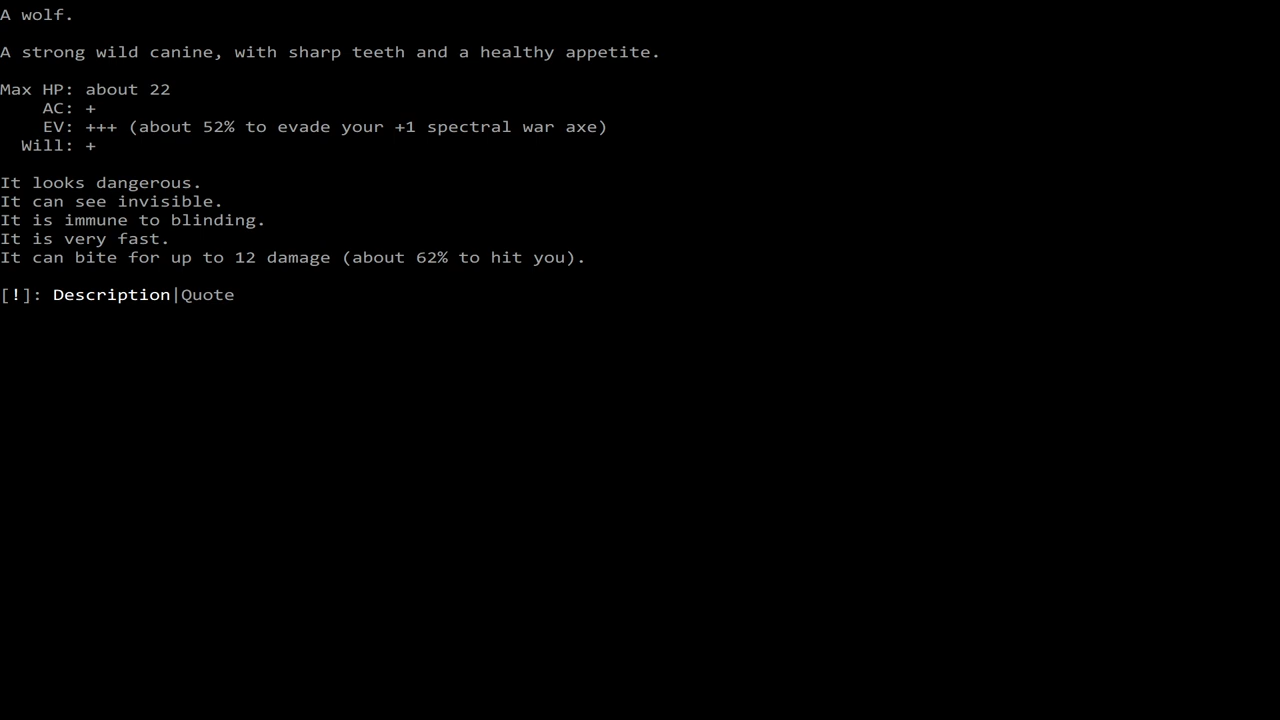 A wolf.
A strong wild canine, with sharp teeth and a healthy appetite.
Max HP: about 22
AC: +
EV: +++ (about 52% to evade your +1 spectral war axe)
Will: +
It looks dangerous.
It can see invisible.
It is immune to blinding.
It is very fast.
It can bite for up to 12 damage (about 62% to hit you).
[!]: Description|Quote